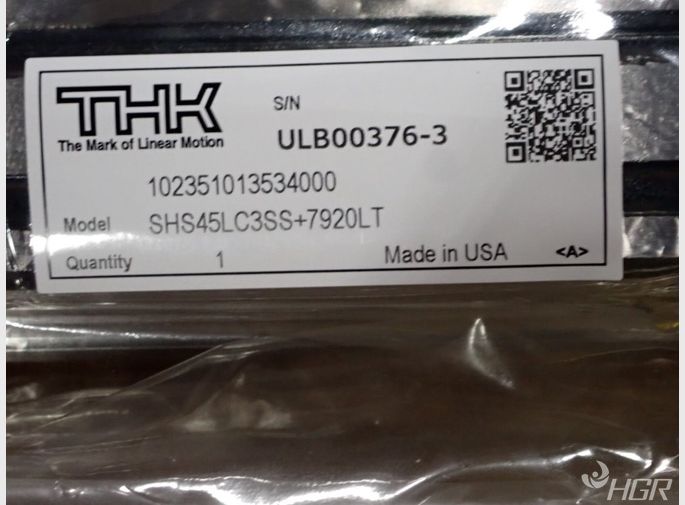 THK
The Mark of Linear Motion
S/N
ULB00376-3
102351013534000
Model SHS45LC3SS+7920LT
Quantity 1 Made in USA <A>
HGR